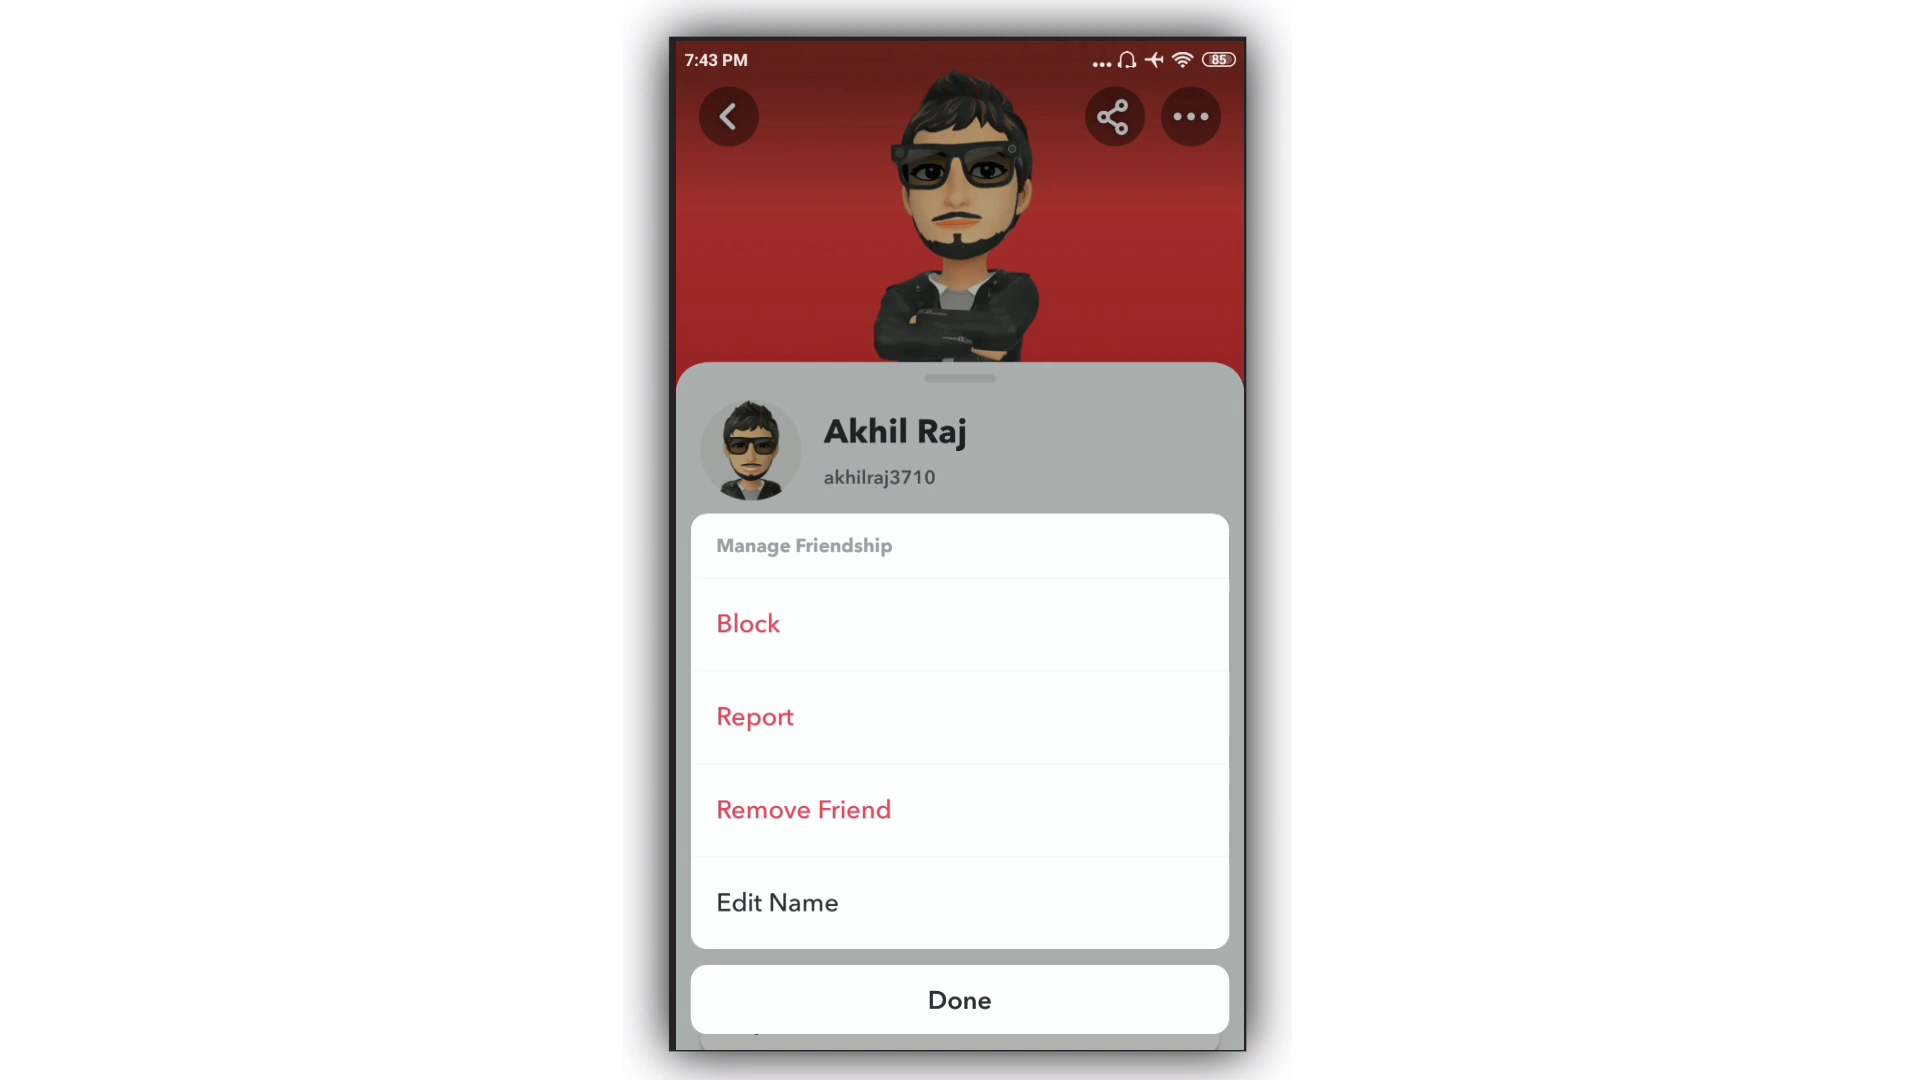 7:43 PM
85
Akhil Raj
akhilraj3710
Manage Friendship
Block
Report
Remove Friend
Edit Name
Done